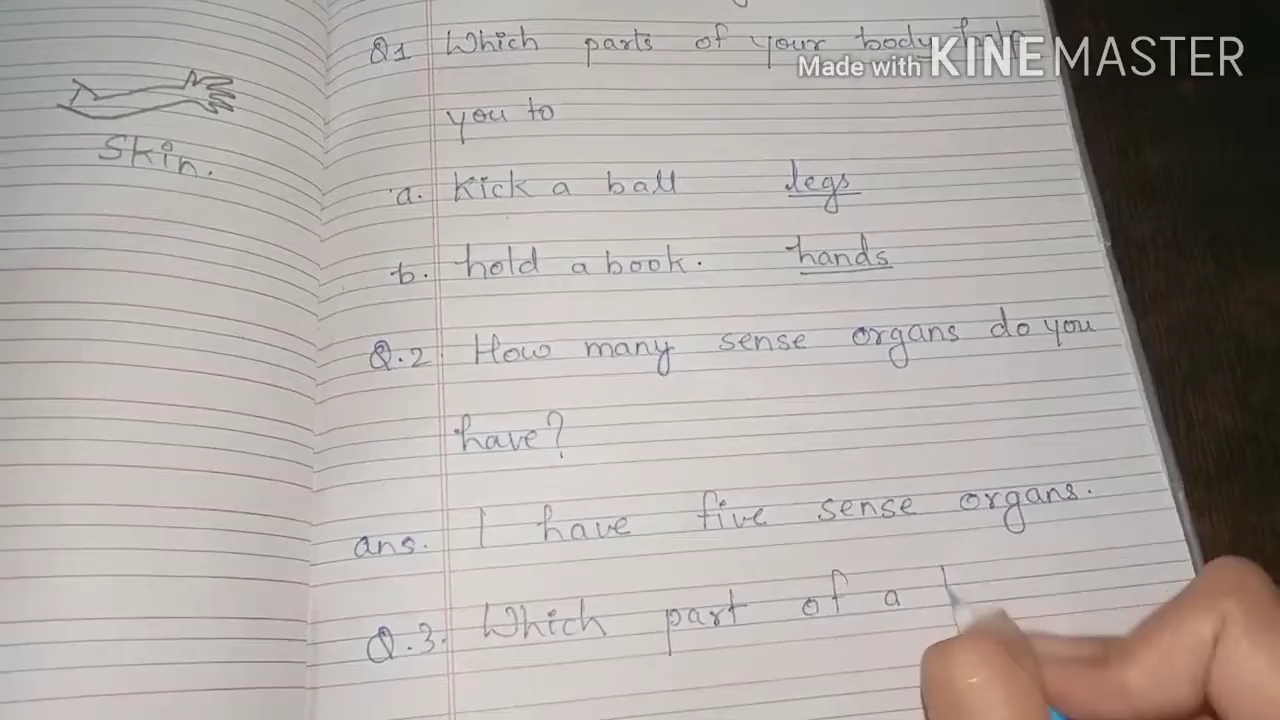 Skin.
Q1 Which parts of your body help
you to
a. Kick a ball legs
b. hold a book. hands
Q.2 How many sense organs do you
have?
ans. I have five sense organs.
Q.3. Which part of a
Made with KINEMASTER